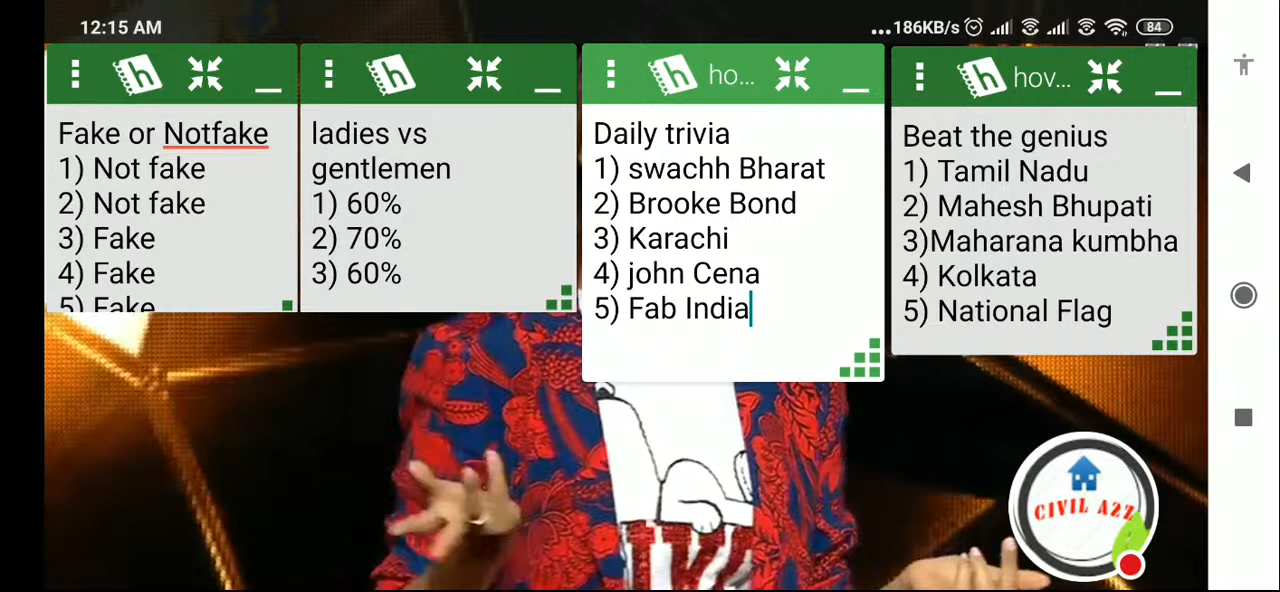 12:15 AM
...186KB/s
84
h
h
h ho...
h hov...
Fake or Notfake
1) Not fake
2) Not fake
3) Fake
4) Fake
5) Fake
ladies vs
gentlemen
1) 60%
2) 70%
3) 60%
Daily trivia
1) swachh Bharat
2) Brooke Bond
3) Karachi
4) john Cena
5) Fab India
Beat the genius
1) Tamil Nadu
2) Mahesh Bhupati
3)Maharana kumbha
4) Kolkata
5) National Flag
CIVIL A2Z